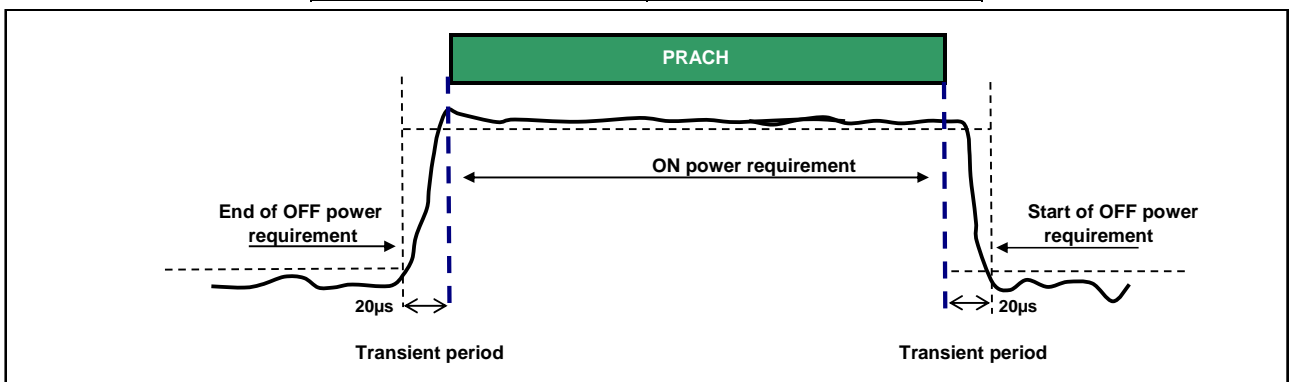 PRACH
ON power requirement
End of OFF power
requirement
Start of OFF power
requirement
20µs
20µs
Transient period
Transient period